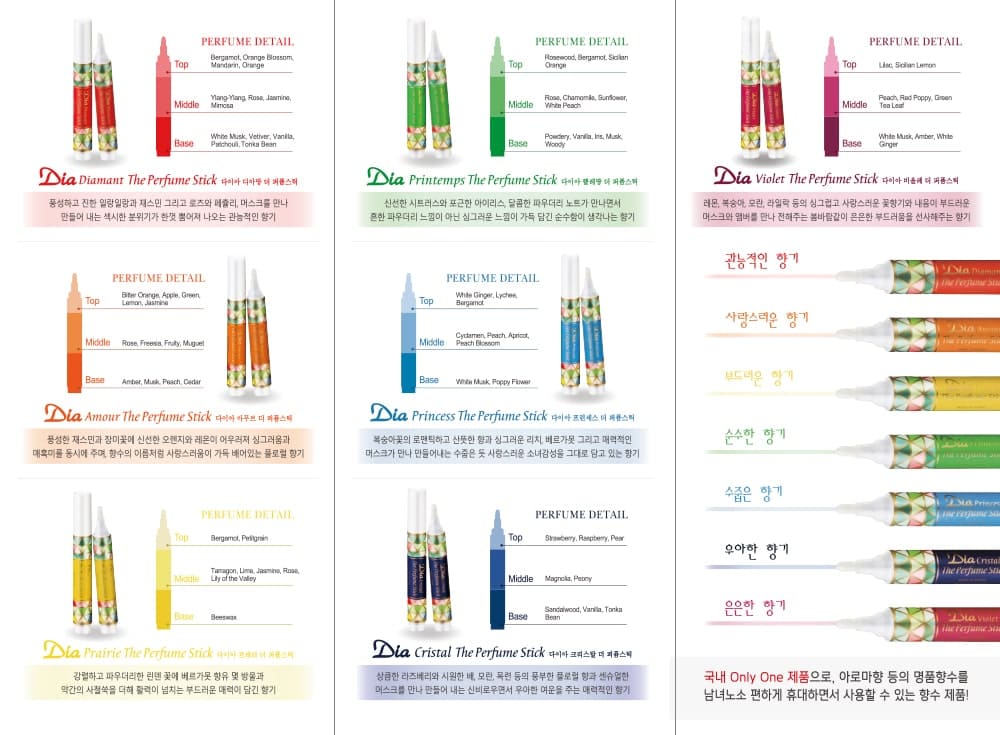 PERFUME DETAIL
Top
Bergamot, Orange Blossom,
Mandarin, Orange
Middle
Ylang-Ylang, Rose, Jasmine,
Mimosa
Base
White Musk, Vetiver, Vanilla,
Patchouli, Tonka Bean
Dia Diamant The Perfume Stick 다이아 디아망 더 퍼퓸스틱
풍성하고 진한 일랑일랑과 재스민 그리고 로즈와 페츌리, 머스크를 만나
만들어 내는 섹시한 분위기가 한껏 뿜어져 나오는 관능적인 향기
PERFUME DETAIL
Top
Bitter Orange, Apple, Green,
Lemon, Jasmine
Middle
Rose, Freesia, Fruity, Muguet
Base
Amber, Musk, Peach, Cedar
Dia Amour The Perfume Stick 다이아 아무르 더 퍼퓸스틱
풍성한 재스민과 장미꽃에 신선한 오렌지와 레몬이 어우러져 싱그러움과
매혹미를 동시에 주며, 향수의 이름처럼 사랑스러움이 가득 배어있는 플로럴 향기
PERFUME DETAIL
Top
Bergamot, Petitgrain
Middle
Tarragon, Lime, Jasmine, Rose,
Lily of the Valley
Base
Beeswax
Dia Prairie The Perfume Stick 다이아 프레리 더 퍼퓸스틱
강렬하고 파우더리한 린덴 꽃에 베르가못 향유 몇 방울과
약간의 사철쑥을 더해 활력이 넘치는 부드러운 매력이 담긴 향기
PERFUME DETAIL
Top
Rosewood, Bergamot, Sicilian
Orange
Middle
Rose, Chamomile, Sunflower,
White Peach
Base
Powdery, Vanilla, Iris, Musk,
Woody
Dia Printemps The Perfume Stick 다이아 쁘랭땅 더 퍼퓸스틱
신선한 시트러스와 포근한 아이리스, 달콤한 파우더리 노트가 만나면서
흔한 파우더리 느낌이 아닌 싱그러운 느낌이 가득 담긴 순수함이 생각나는 향기
PERFUME DETAIL
Top
White Ginger, Lychee,
Bergamot
Middle
Cyclamen, Peach, Apricot,
Peach Blossom
Base
White Musk, Poppy Flower
Dia Princess The Perfume Stick 다이아 프린세스 더 퍼퓸스틱
복숭아꽃의 로맨틱하고 산뜻한 향과 싱그러운 리치, 베르가못 그리고 매력적인
머스크가 만나 만들어내는 수줍은 듯 사랑스러운 소녀감성을 그대로 담고 있는 향기
PERFUME DETAIL
Top
Strawberry, Raspberry, Pear
Middle
Magnolia, Peony
Base
Sandalwood, Vanilla, Tonka
Bean
Dia Cristal The Perfume Stick 다이아 크리스탈 더 퍼퓸스틱
상큼한 라즈베리와 시원한 배, 모란, 목련 등의 풍부한 플로럴 향과 센슈얼한
머스크를 만나 만들어 내는 신비로우면서 우아한 여운을 주는 매력적인 향기
PERFUME DETAIL
Top
Lilac, Sicilian Lemon
Middle
Peach, Red Poppy, Green
Tea Leaf
Base
White Musk, Amber, White
Ginger
Dia Violet The Perfume Stick 다이아 비올레 더 퍼퓸스틱
레몬, 복숭아, 모란, 라일락 등의 싱그럽고 사랑스러운 꽃향기와 내음이 부드러운
머스크와 앰버를 만나 전해주는 봄바람같이 은은한 부드러움을 선사해주는 향기
관능적인 향기
Dia Diamant
The Perfume Stick
사랑스러운 향기
부드러운 향기
순수한 향기
수줍은 향기
Dia Princess
The Perfume Stick
우아한 향기
Dia Cristal
The Perfume Stick
은은한 향기
Dia Violet
The Perfume Stick
국내 Only One 제품으로, 아로마향 등의 명품향수를
남녀노소 편하게 휴대하면서 사용할 수 있는 향수 제품!